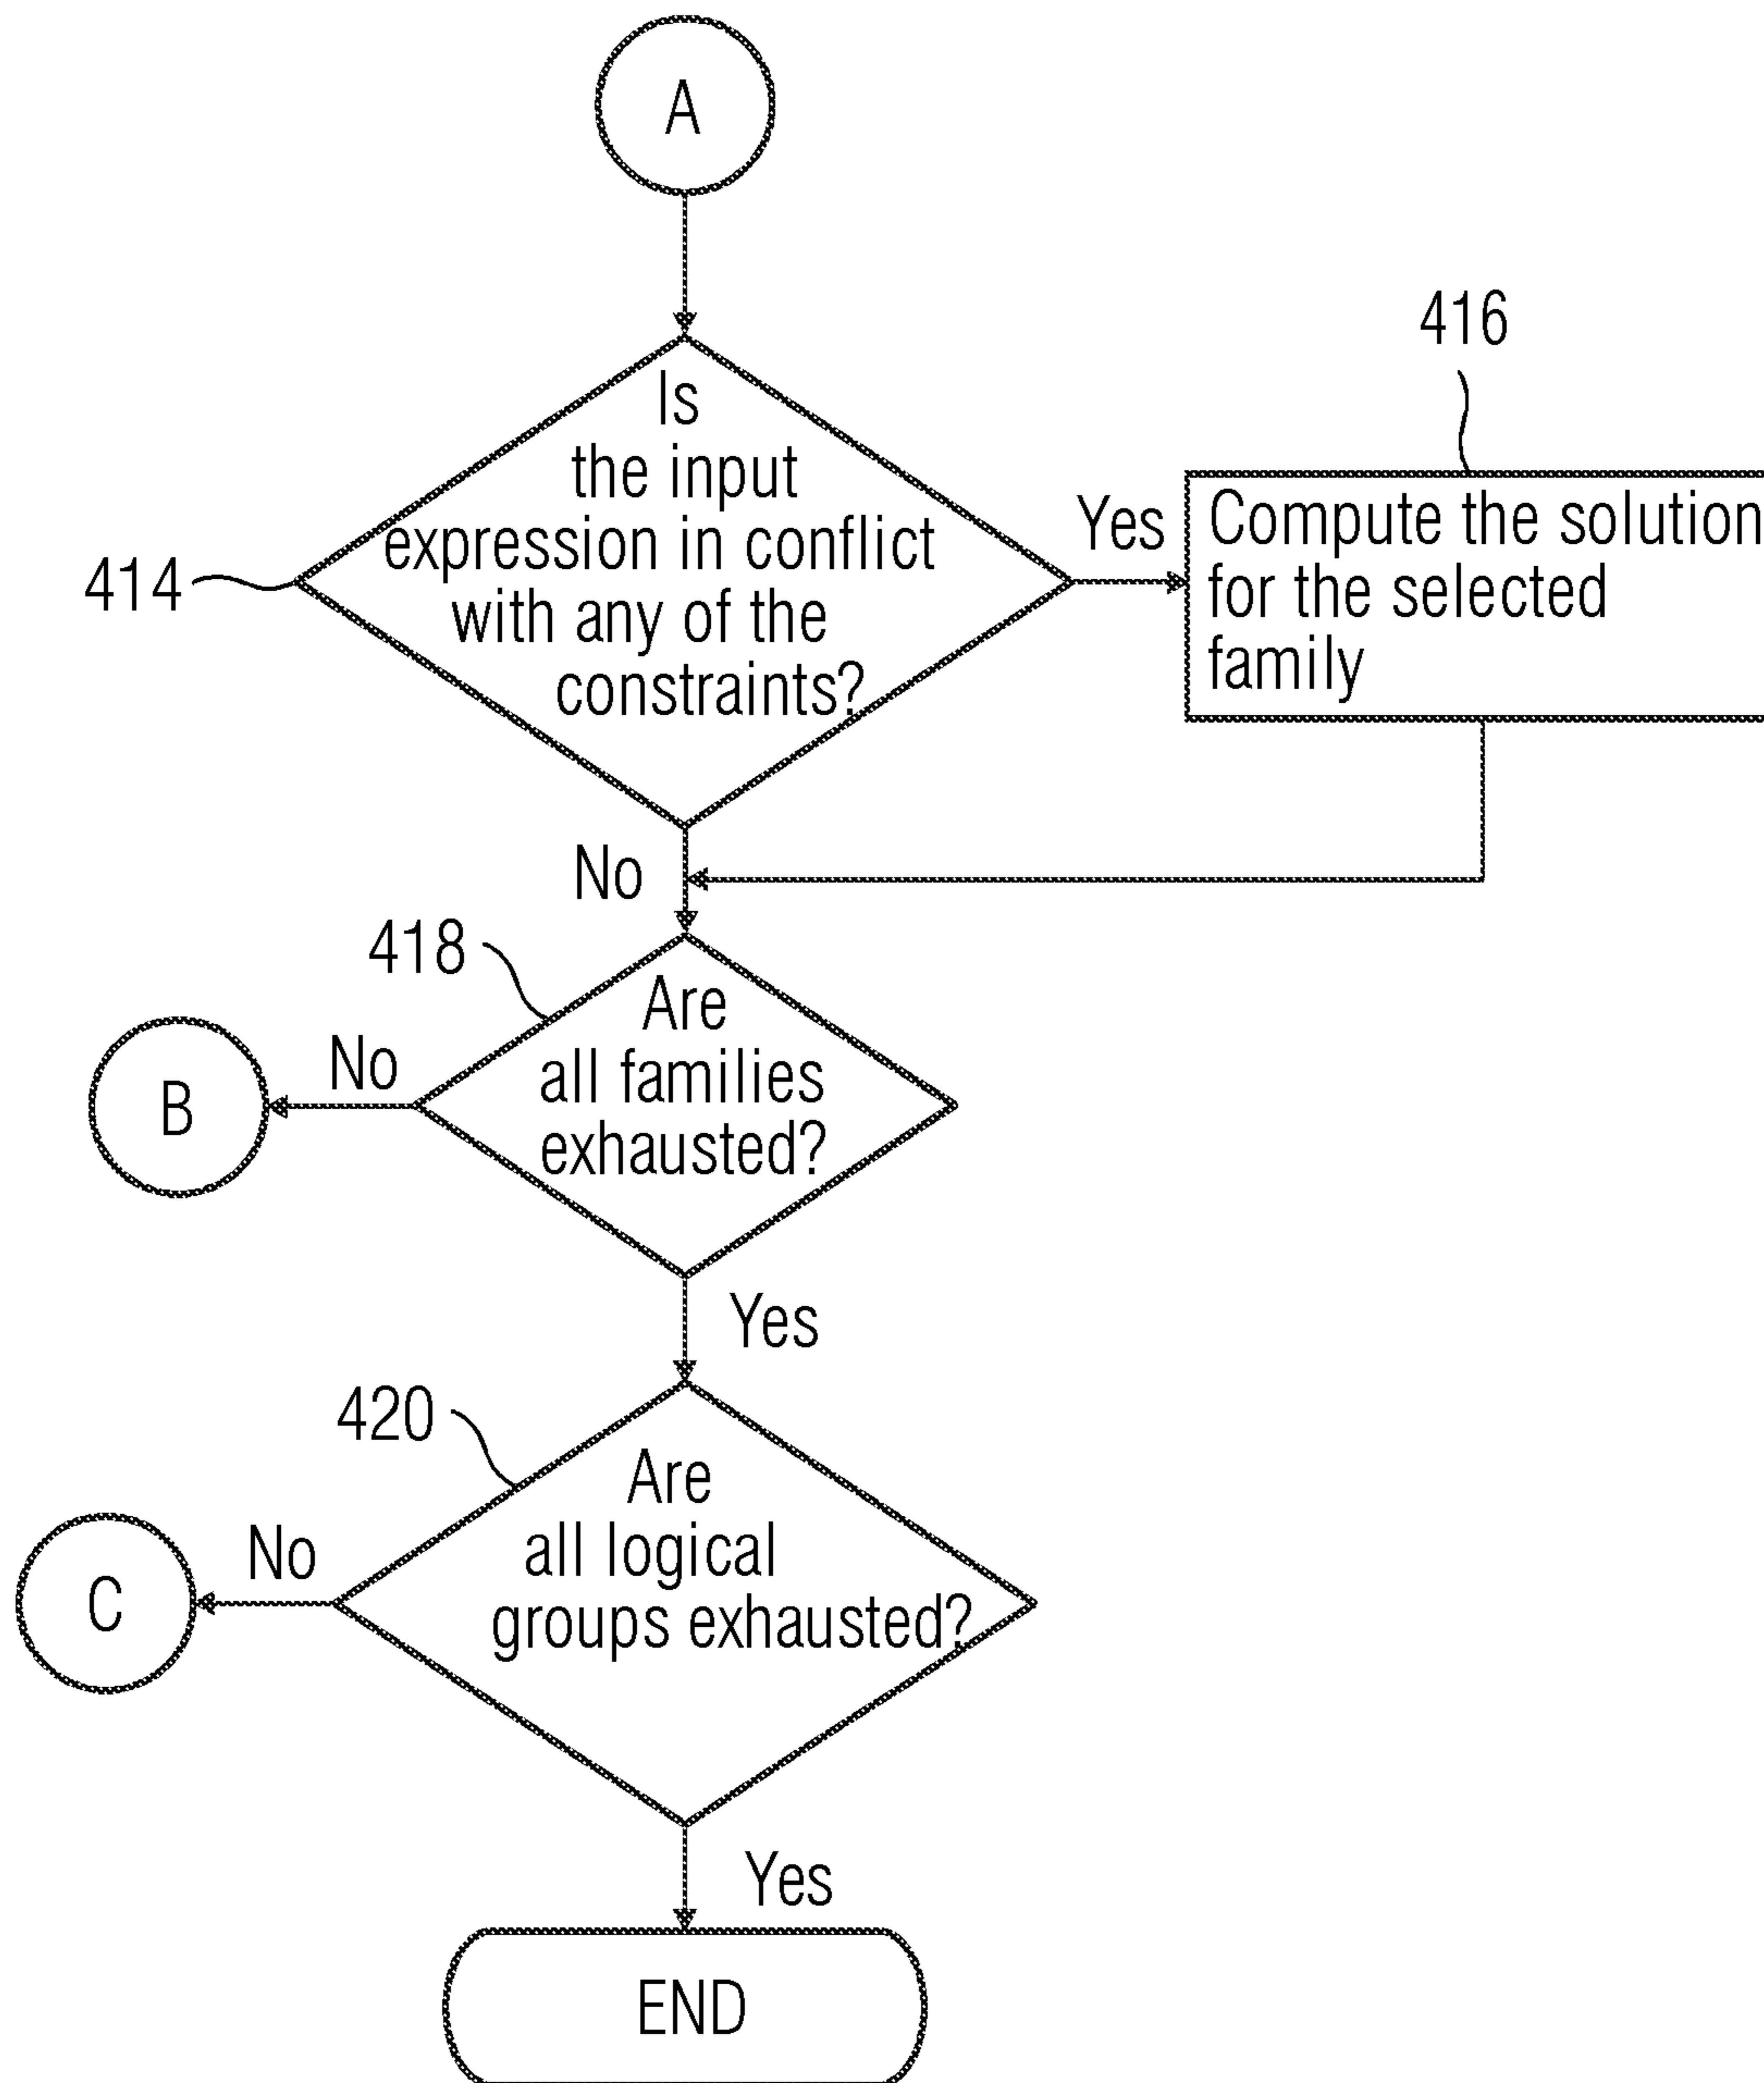 A
416
Is
the input
expression in conflict
with any of the
constraints?
Yes
Compute the solution
for the selected
family
414
No
418
Are
all families
exhausted?
No
B
Yes
420
Are
all logical
groups exhausted?
No
C
Yes
END